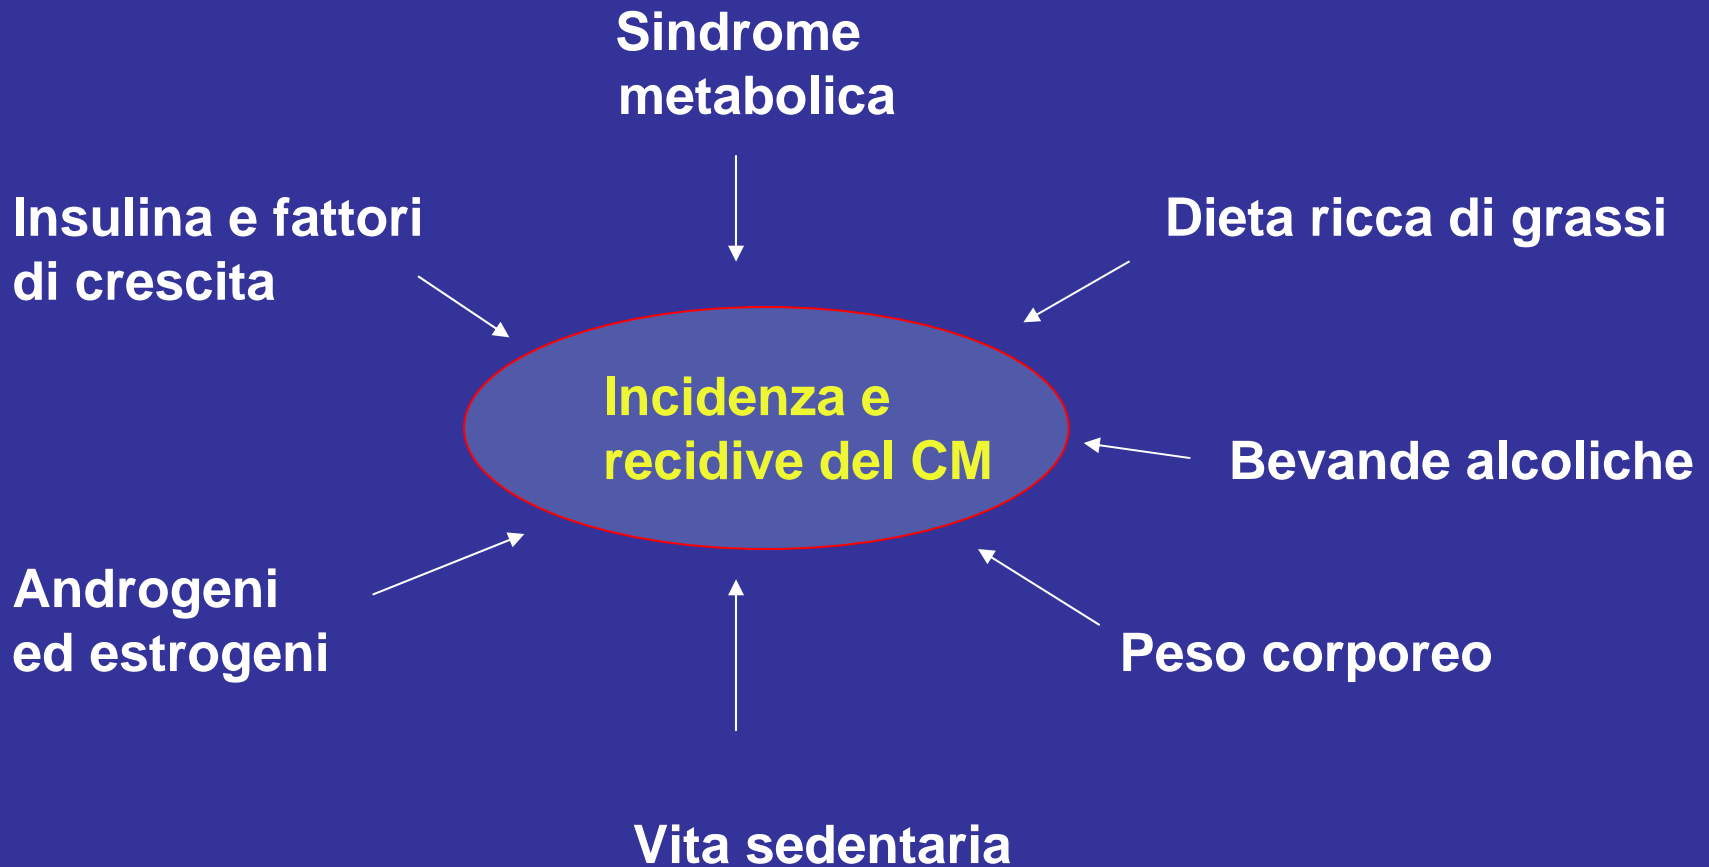 Sindrome
metabolica
Insulina e fattori
di crescita
Dieta ricca di grassi
Incidenza e
recidive del CM
Bevande alcoliche
Androgeni
ed estrogeni
Peso corporeo
Vita sedentaria